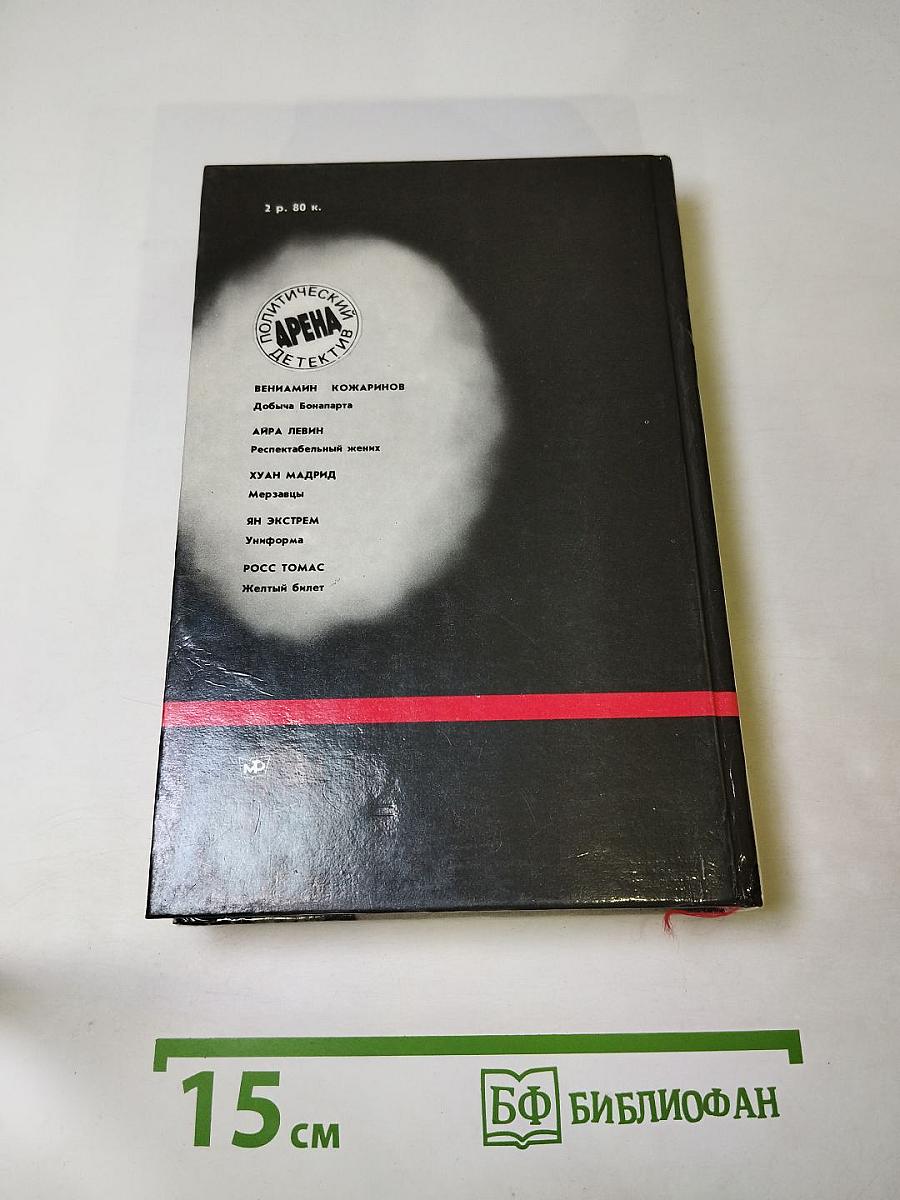 2 р. 80 к.
ПОЛИТИЧЕСКИЙ
АРЕНА
ДЕТЕКТИВ
ВЕНИАМИН КОЖАРИНОВ
Добыча Бонапарта
АЙРА ЛЕВИН
Респектабельный жених
ХУАН МАДРИД
Мерзавцы
ЯН ЭКСТРЕМ
Униформа
РОСС ТОМАС
Желтый билет
15 см
БФ БИБЛИОФАН